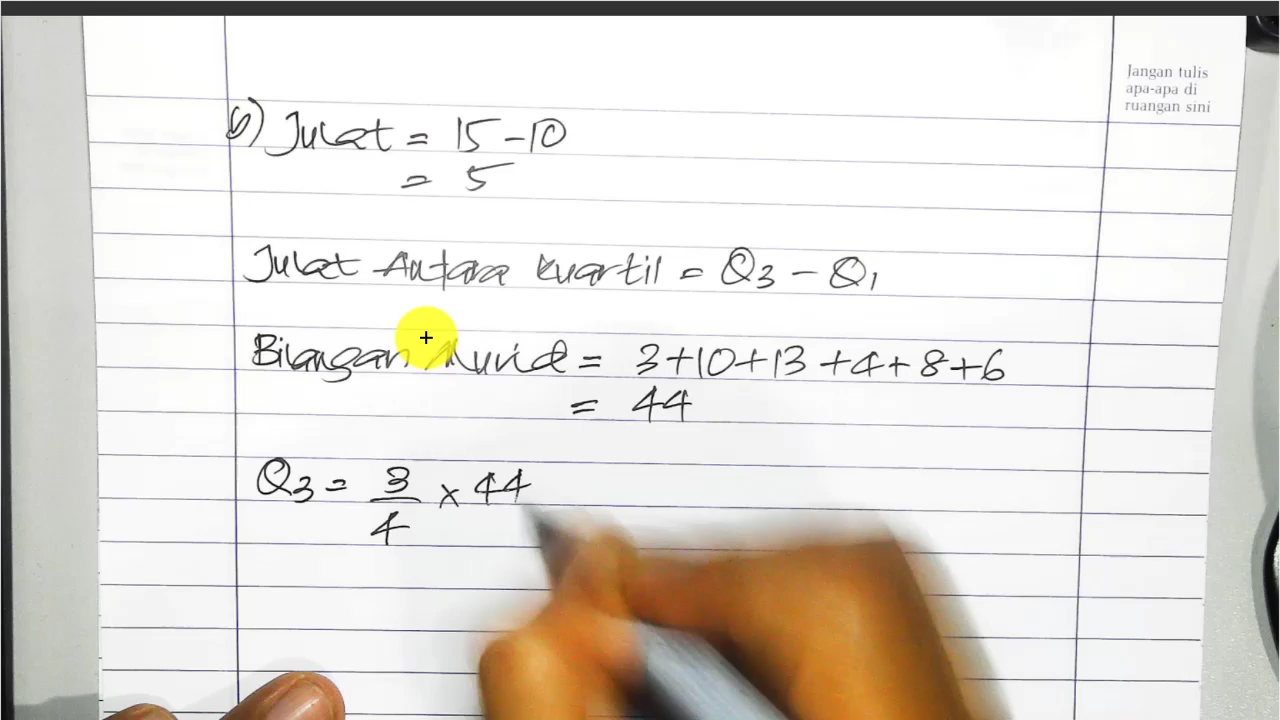 Jangan tulis
apa-apa di
ruangan sini
b) Julat = 15 - 10
= 5
Julat Antara Kuartil = Q3 - Q1
Bilangan Murid = 3+10+13+4+8+6
= 44
Q3 = 3/4 × 44